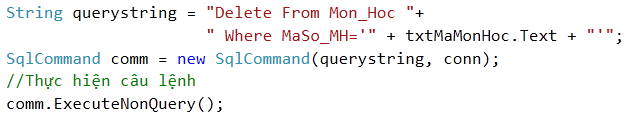 String querystring = "Delete From Mon_Hoc "+
" Where MaSo_MH='" + txtMaMonHoc.Text + "'";
SqlCommand comm = new SqlCommand(querystring, conn);
//Thực hiện câu lệnh
comm.ExecuteNonQuery();